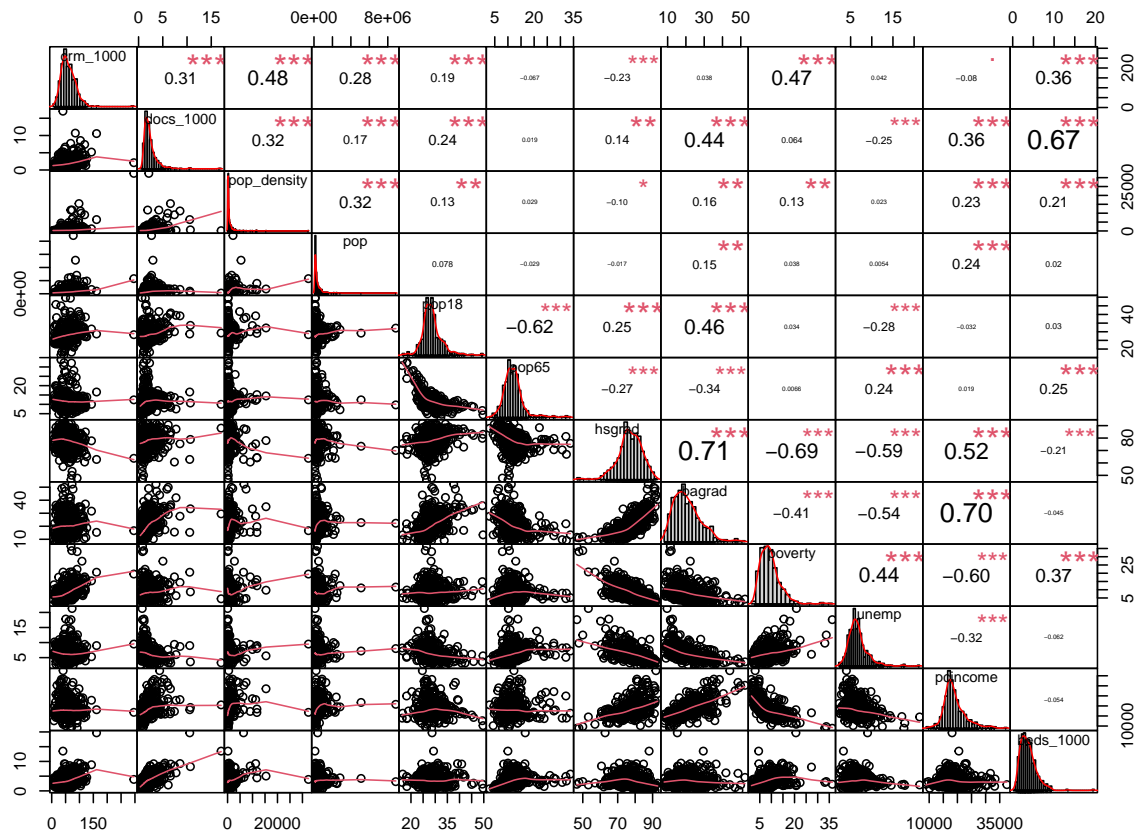 0 5 15 0e+00 8e+06 5 20 35 10 30 50 5 15 0 10 20
crm_1000 0.31 *** 0.48 *** 0.28 *** 0.19 *** −0.067 −0.23 *** 0.038 0.47 *** 0.042 −0.08 . 0.36 *** 0 200
0 10 docs_1000 0.32 *** 0.17 *** 0.24 *** 0.019 0.14 ** 0.44 *** 0.064 −0.25 *** 0.36 *** 0.67 ***
pop_density 0.32 *** 0.13 ** 0.029 −0.10 * 0.16 ** 0.13 ** 0.023 0.23 *** 0.21 *** 0 25000
0e+00 pop 0.078 −0.029 −0.017 0.15 ** 0.038 0.0054 0.24 *** 0.02
pop18 −0.62 *** 0.25 *** 0.46 *** 0.034 −0.28 *** −0.032 0.03 20 40
5 20 pop65 −0.27 *** −0.34 *** 0.0066 0.24 *** 0.019 0.25 ***
hsgrad 0.71 *** −0.69 *** −0.59 *** 0.52 *** −0.21 *** 50 80
10 40 bagrad −0.41 *** −0.54 *** 0.70 *** −0.045
poverty 0.44 *** −0.60 *** 0.37 *** 5 25
5 15 unemp −0.32 *** −0.062
pcincome −0.054 10000
0 10 beds_1000
0 150 0 20000 20 30 40 50 50 70 90 5 20 35 10000 35000